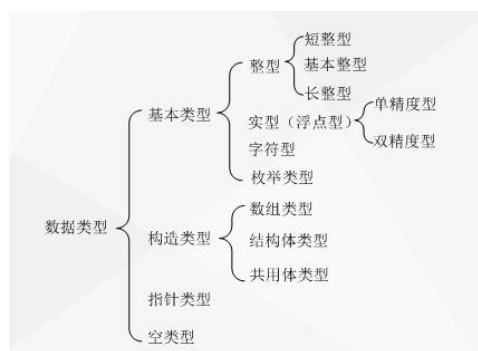 短整型
整型
基本整型
长整型
单精度型
基本类型
实型（浮点型）
双精度型
字符型
枚举类型
数组类型
数据类型
构造类型
结构体类型
共用体类型
指针类型
空类型